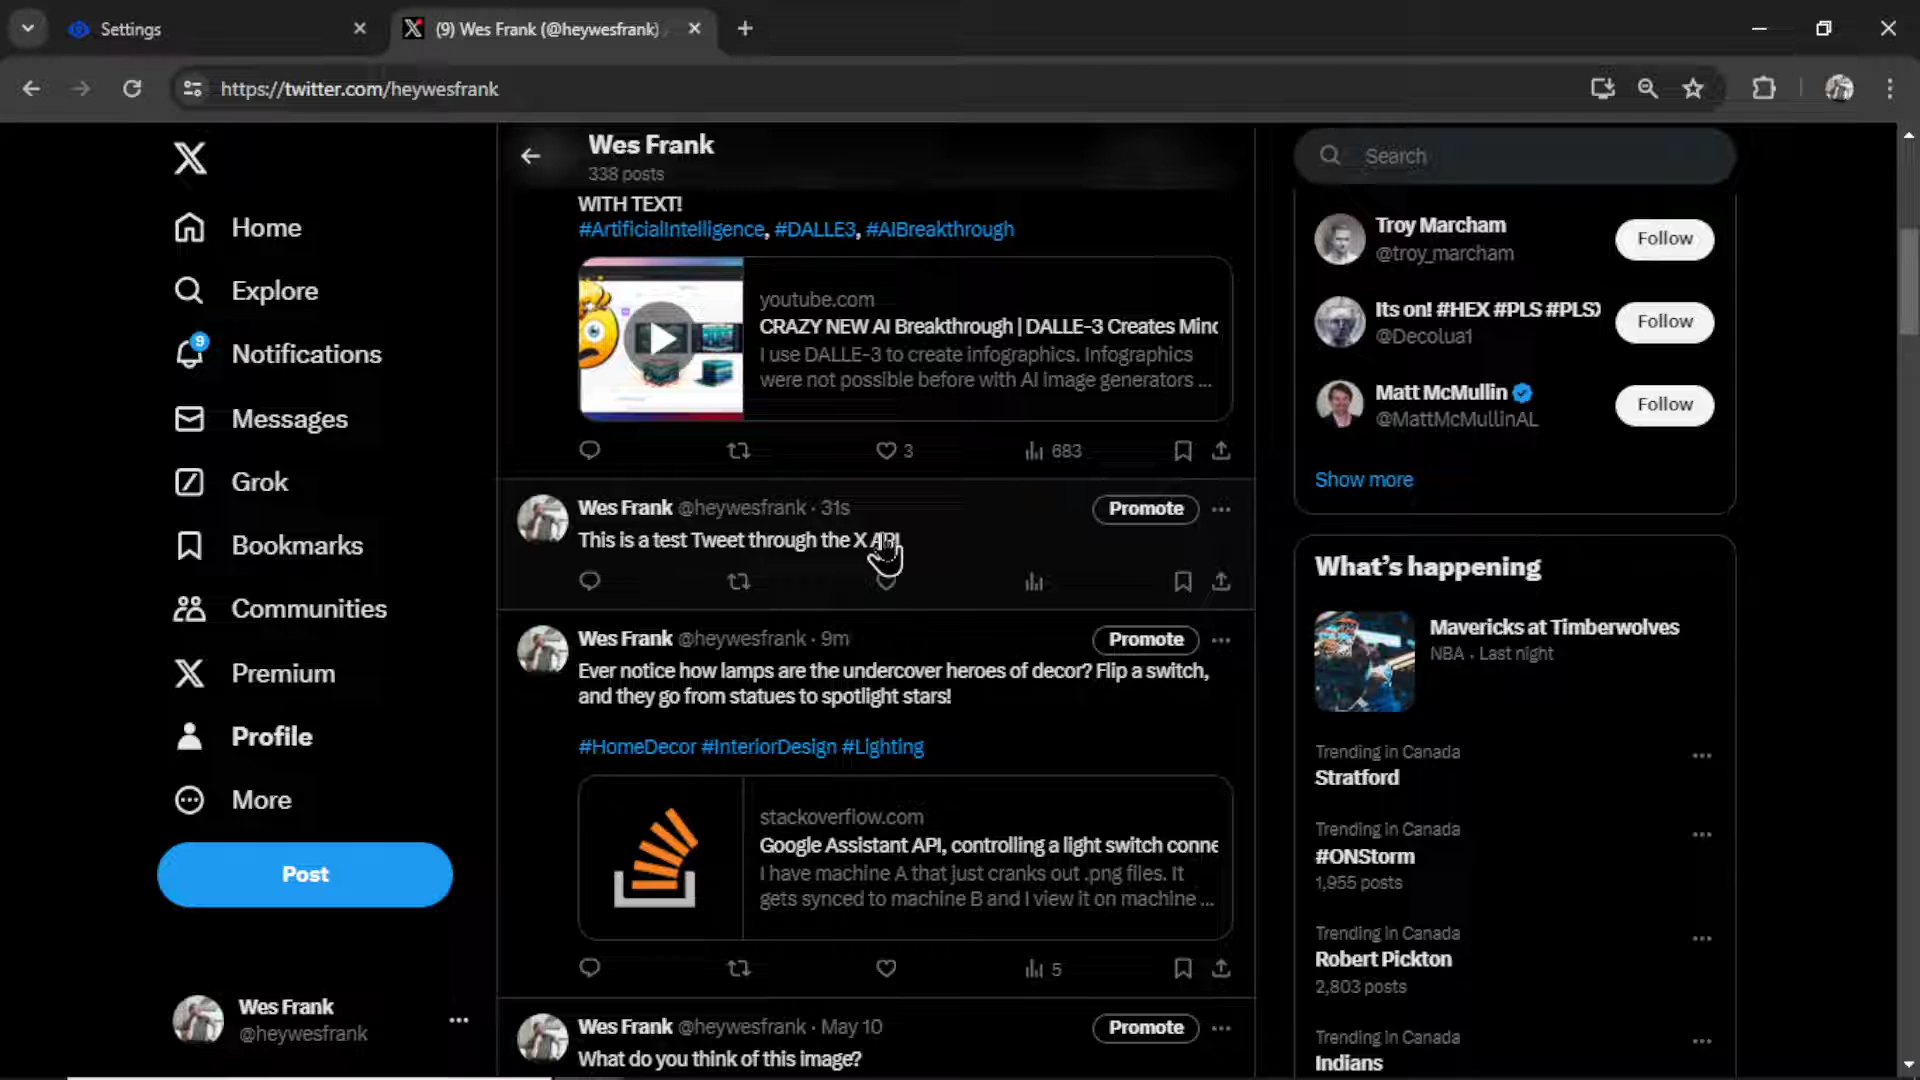 Settings
(9) Wes Frank (@heywesfrank)
https://twitter.com/heywesfrank
Home
Explore
9
Notifications
Messages
Grok
Bookmarks
Communities
Premium
Profile
More
Post
Wes Frank
@heywesfrank
Wes Frank
338 posts
WITH TEXT!
#ArtificialIntelligence, #DALLE3, #AIBreakthrough
youtube.com
CRAZY NEW AI Breakthrough | DALLE-3 Creates Minc
I use DALLE-3 to create infographics. Infographics
were not possible before with AI image generators ...
3
683
Wes Frank @heywesfrank · 31s
Promote
This is a test Tweet through the X API
Wes Frank @heywesfrank · 9m
Promote
Ever notice how lamps are the undercover heroes of decor? Flip a switch,
and they go from statues to spotlight stars!
#HomeDecor #InteriorDesign #Lighting
stackoverflow.com
Google Assistant API, controlling a light switch conne
I have machine A that just cranks out .png files. It
gets synced to machine B and I view it on machine ...
5
Wes Frank @heywesfrank · May 10
Promote
What do you think of this image?
Search
Troy Marcham
@troy_marcham
Follow
Its on! #HEX #PLS #PLSX
@Decolua1
Follow
Matt McMullin
@MattMcMullinAL
Follow
Show more
What's happening
Mavericks at Timberwolves
NBA · Last night
Trending in Canada
Stratford
Trending in Canada
#ONStorm
1,955 posts
Trending in Canada
Robert Pickton
2,803 posts
Trending in Canada
Indians